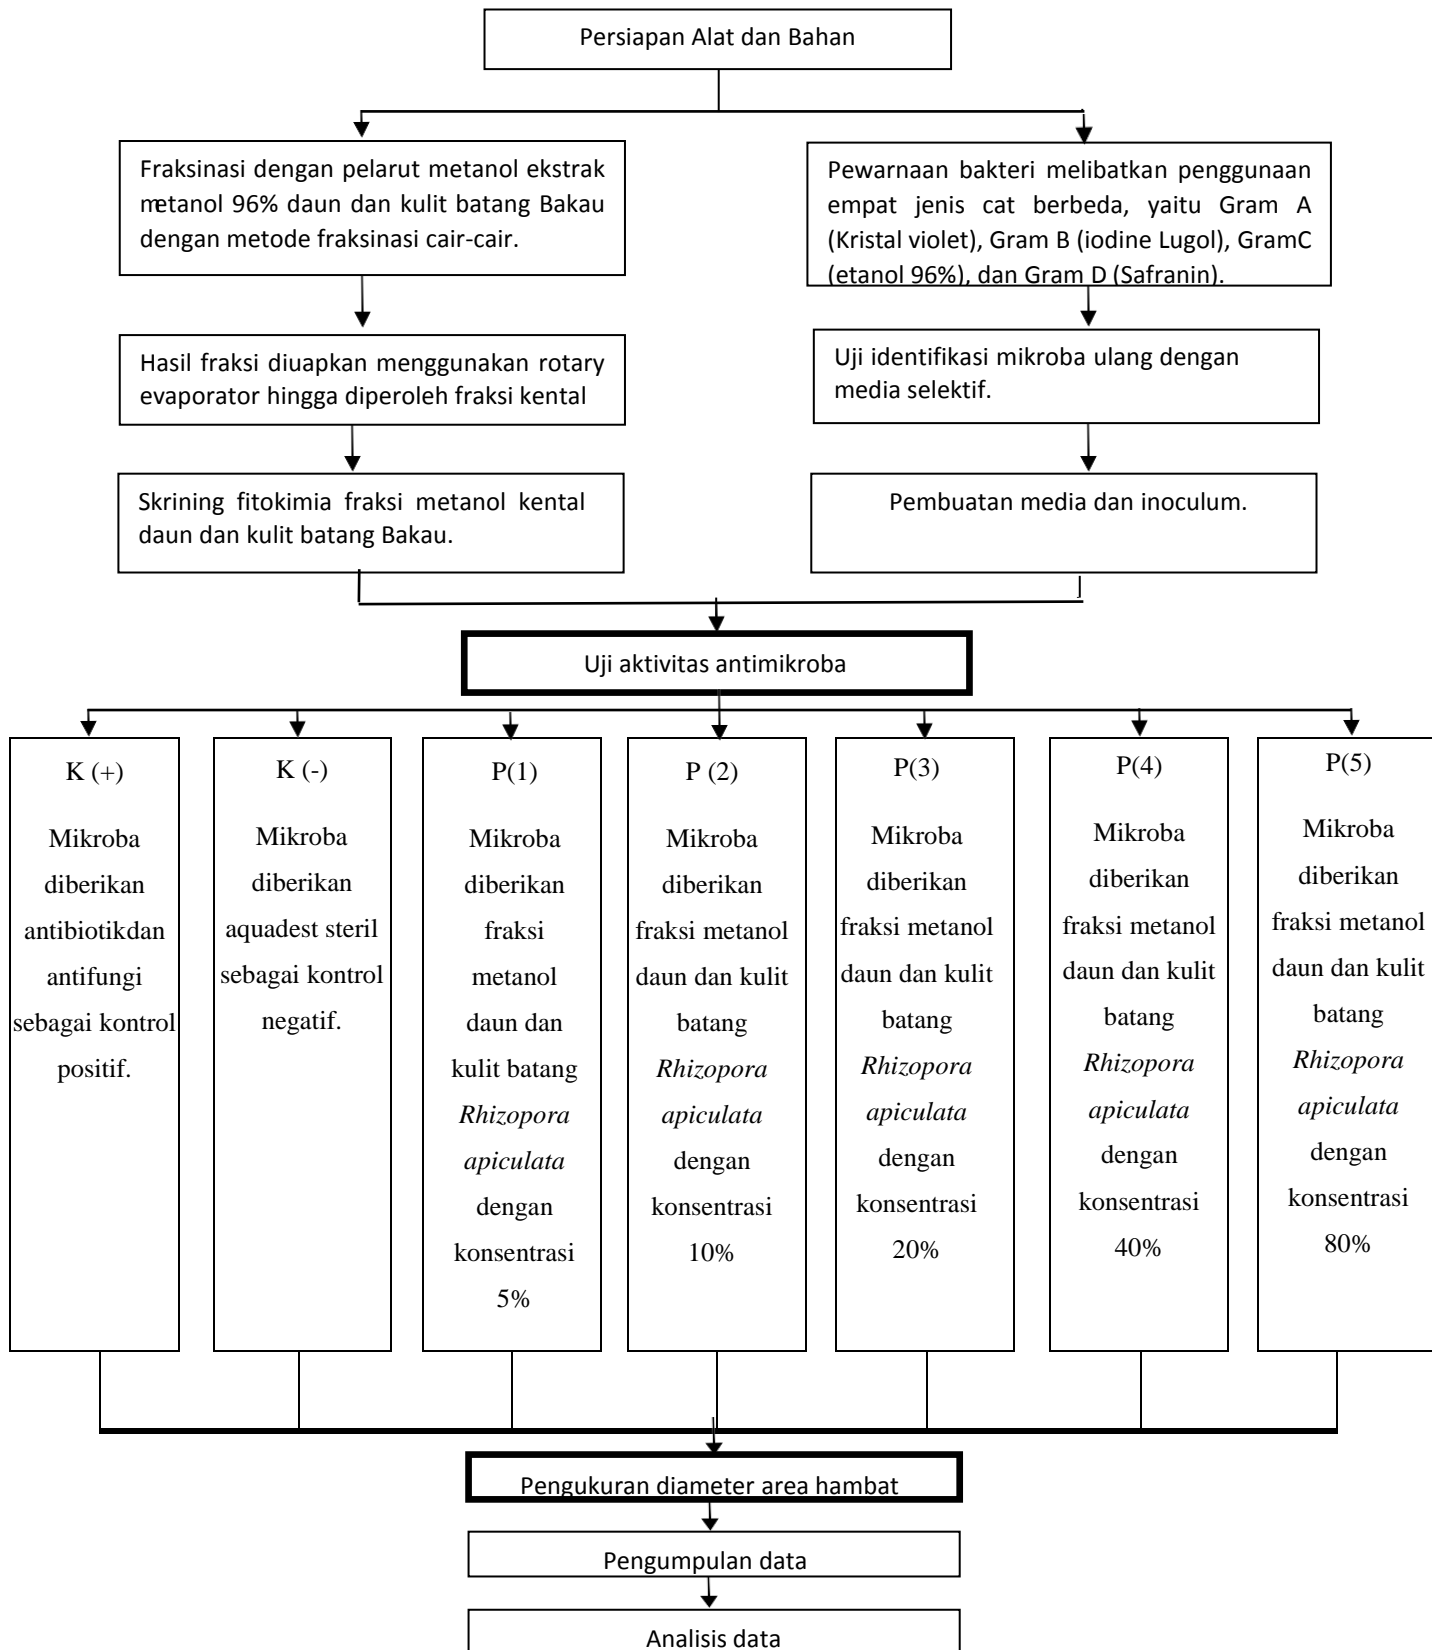 Persiapan Alat dan Bahan
Fraksinasi dengan pelarut metanol ekstrak
metanol 96% daun dan kulit batang Bakau
dengan metode fraksinasi cair-cair.
Pewarnaan bakteri melibatkan penggunaan
empat jenis cat berbeda, yaitu Gram A
(Kristal violet), Gram B (iodine Lugol), GramC
(etanol 96%), dan Gram D (Safranin).
Hasil fraksi diuapkan menggunakan rotary
evaporator hingga diperoleh fraksi kental
Uji identifikasi mikroba ulang dengan
media selektif.
Skrining fitokimia fraksi metanol kental
daun dan kulit batang Bakau.
Pembuatan media dan inoculum.
Uji aktivitas antimikroba
K (+)
Mikroba
diberikan
antibiotikdan
antifungi
sebagai kontrol
positif.
K (-)
Mikroba
diberikan
aquadest steril
sebagai kontrol
negatif.
P(1)
Mikroba
diberikan
fraksi
metanol
daun dan
kulit batang
Rhizopora
apiculata
dengan
konsentrasi
5%
P (2)
Mikroba
diberikan
fraksi metanol
daun dan kulit
batang
Rhizopora
apiculata
dengan
konsentrasi
10%
P(3)
Mikroba
diberikan
fraksi metanol
daun dan kulit
batang
Rhizopora
apiculata
dengan
konsentrasi
20%
P(4)
Mikroba
diberikan
fraksi metanol
daun dan kulit
batang
Rhizopora
apiculata
dengan
konsentrasi
40%
P(5)
Mikroba
diberikan
fraksi metanol
daun dan kulit
batang
Rhizopora
apiculata
dengan
konsentrasi
80%
Pengukuran diameter area hambat
Pengumpulan data
Analisis data